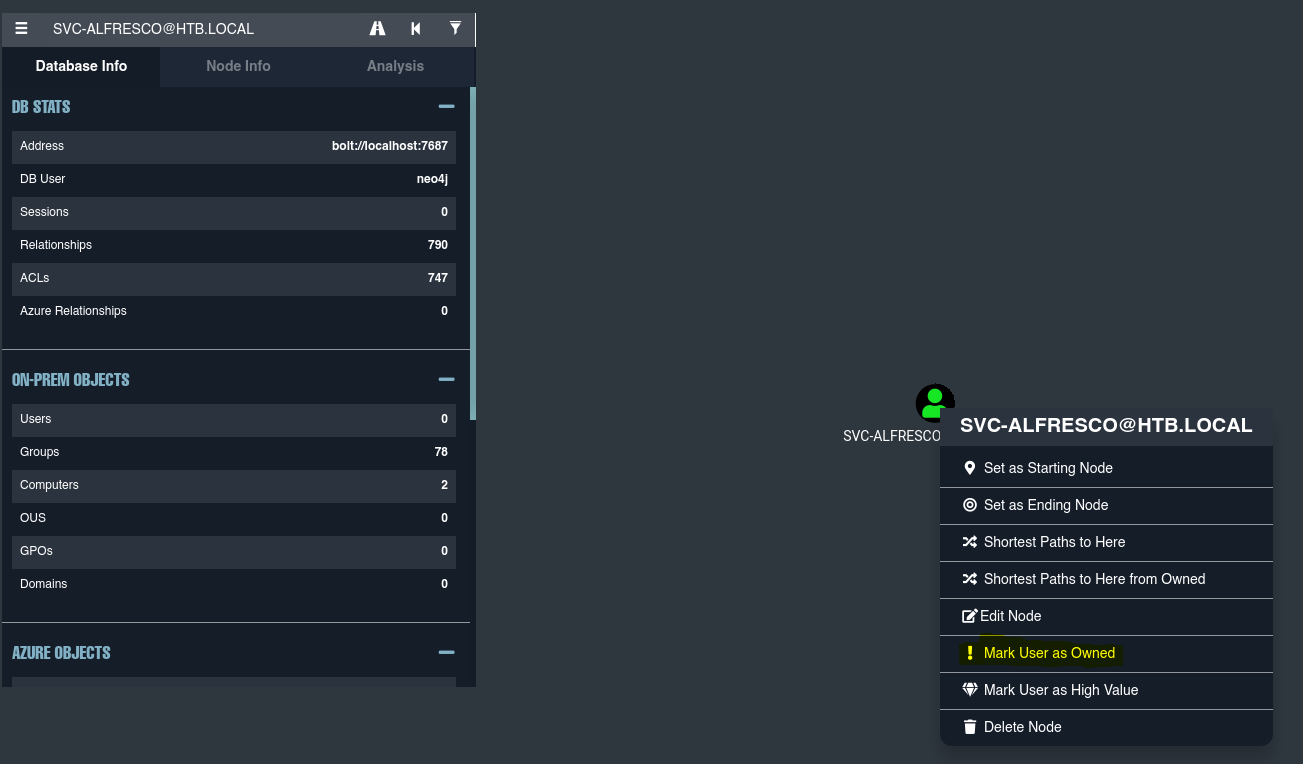 SVC-ALFRESCO@HTB.LOCAL
Database Info Node Info Analysis
DB STATS
Address bolt://localhost:7687
DB User neo4j
Sessions 0
Relationships 790
ACLs 747
Azure Relationships 0
ON-PREM OBJECTS
Users 0
Groups 78
Computers 2
OUS 0
GPOs 0
Domains 0
AZURE OBJECTS
SVC-ALFRESCO
SVC-ALFRESCO@HTB.LOCAL
Set as Starting Node
Set as Ending Node
Shortest Paths to Here
Shortest Paths to Here from Owned
Edit Node
Mark User as Owned
Mark User as High Value
Delete Node